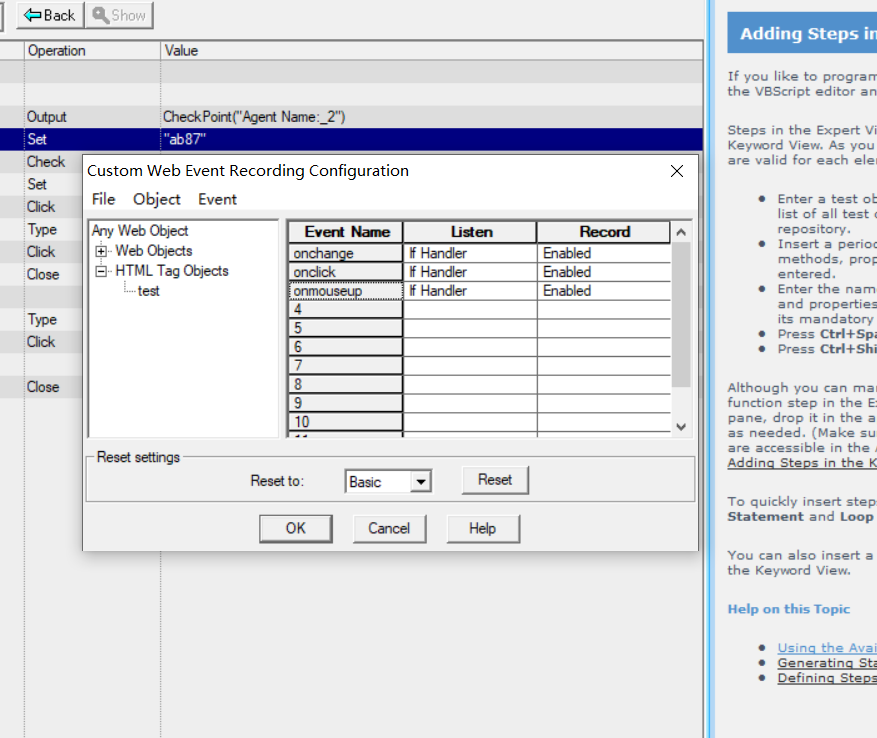 Back Show
Operation Value
Output CheckPoint("Agent Name:_2")
Set "ab87"
Check
Set
Click
Type
Click
Close
Type
Click
Close
Custom Web Event Recording Configuration
File Object Event
Any Web Object
Web Objects
HTML Tag Objects
test
Event Name Listen Record
onchange If Handler Enabled
onclick If Handler Enabled
onmouseup If Handler Enabled
4
5
6
7
8
9
10
Reset settings
Reset to: Basic Reset
OK Cancel Help
Adding Steps in
If you like to program
the VBScript editor an
Steps in the Expert Vi
Keyword View. As you
are valid for each ele
Enter a test ob
list of all test o
repository.
Insert a period
methods, prop
entered.
Enter the nam
and properties
its mandatory
Press Ctrl+Spa
Press Ctrl+Shi
Although you can ma
function step in the E
pane, drop it in the a
as needed. (Make su
are accessible in the
Adding Steps in the K
To quickly insert step
Statement and Loop
You can also insert a
the Keyword View.
Help on this Topic
Using the Avai
Generating Sta
Defining Steps